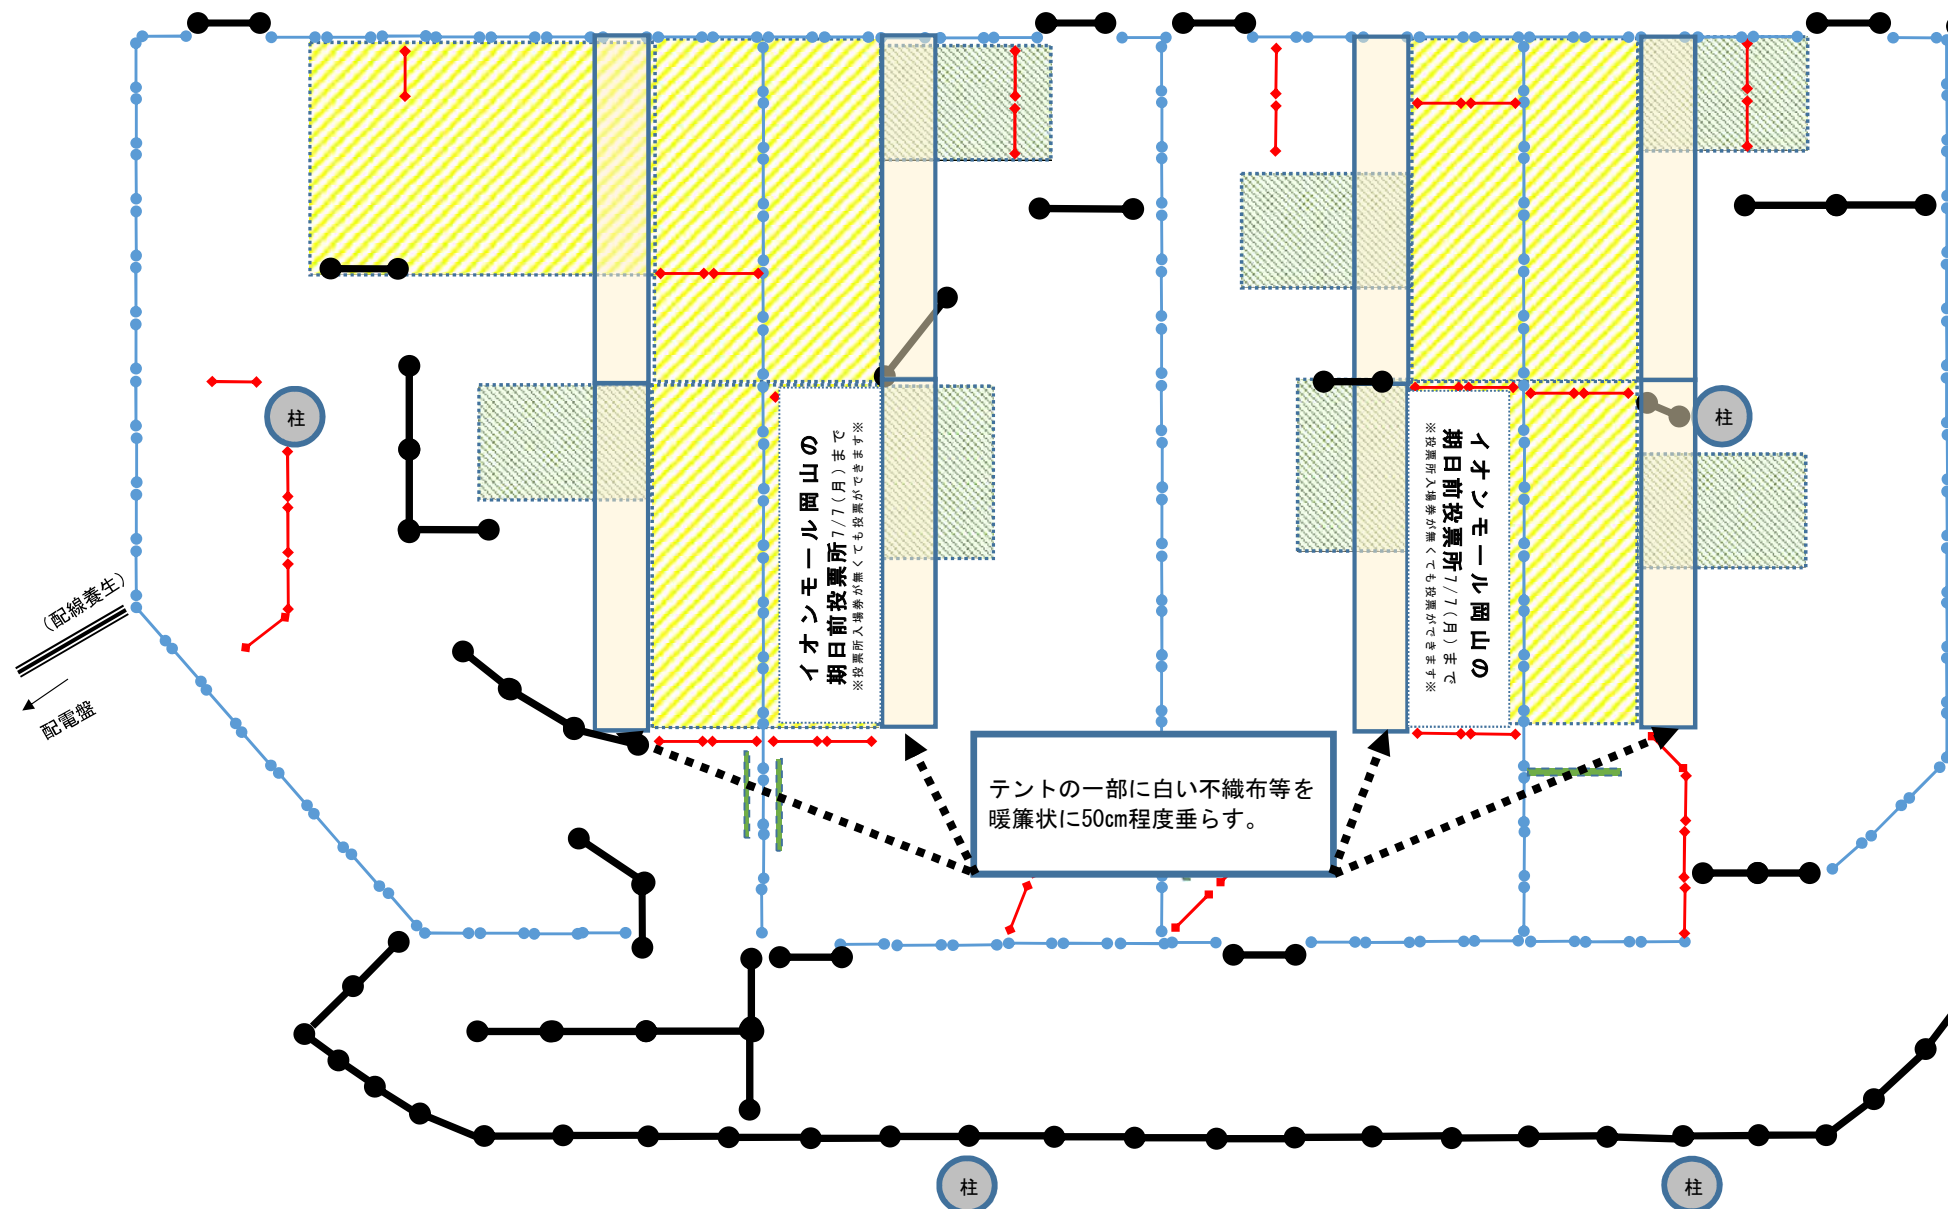 柱
(配線養生)
配電盤
イオンモール岡山の
期日前投票所7/7(月)まで
※投票所入場券が無くても投票ができます※
イオンモール岡山の
期日前投票所7/7(月)まで
※投票所入場券が無くても投票ができます※
柱
テントの一部に白い不織布等を
暖簾状に50cm程度垂らす。
柱
柱